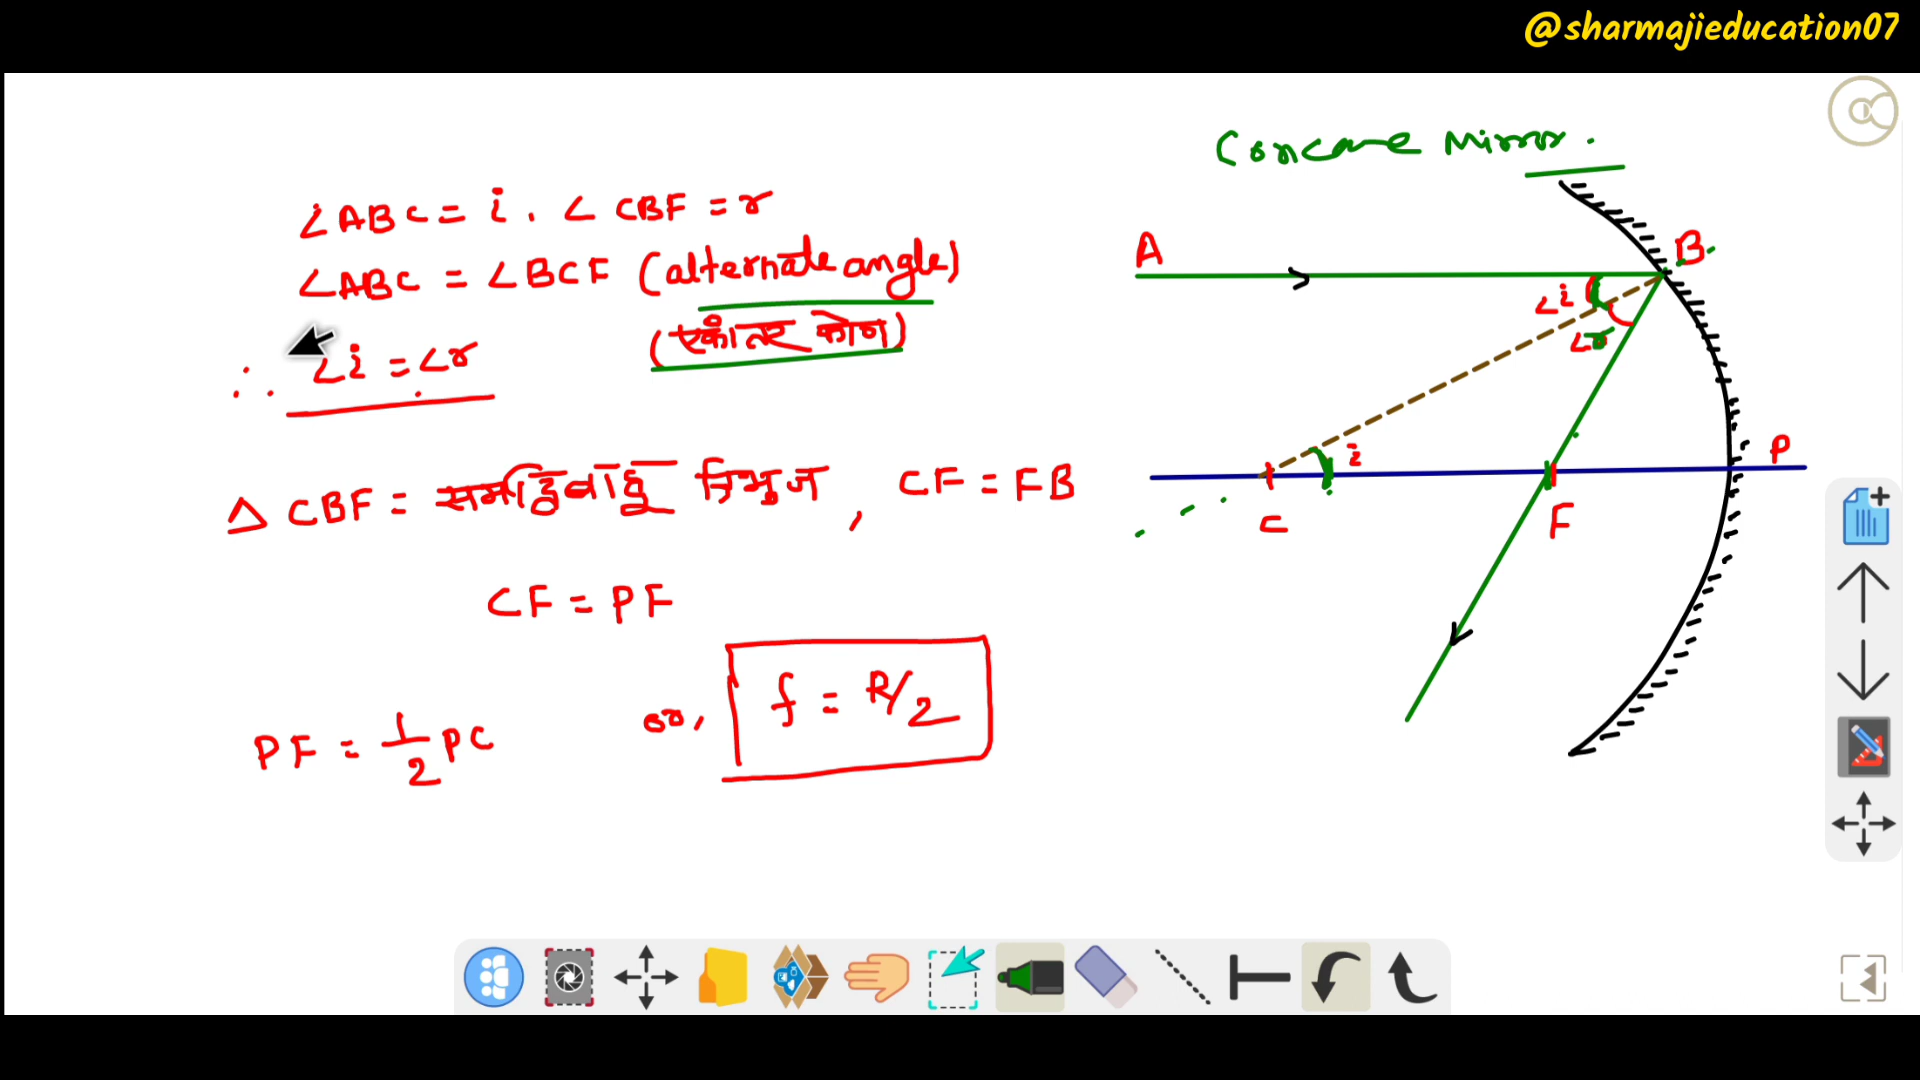 @sharmajieducation07
Concave Mirror.
∠ABC = i. ∠CBF = r
∠ABC = ∠BCF (alternate angle)
(एकांतर कोण)
∴ ∠i = ∠r
Δ CBF = समद्विबाहु त्रिभुज, CF = FB
CF = PF
PF = 1/2 PC or, f = R/2
A
B
∠i
∠r
i
P
C
F